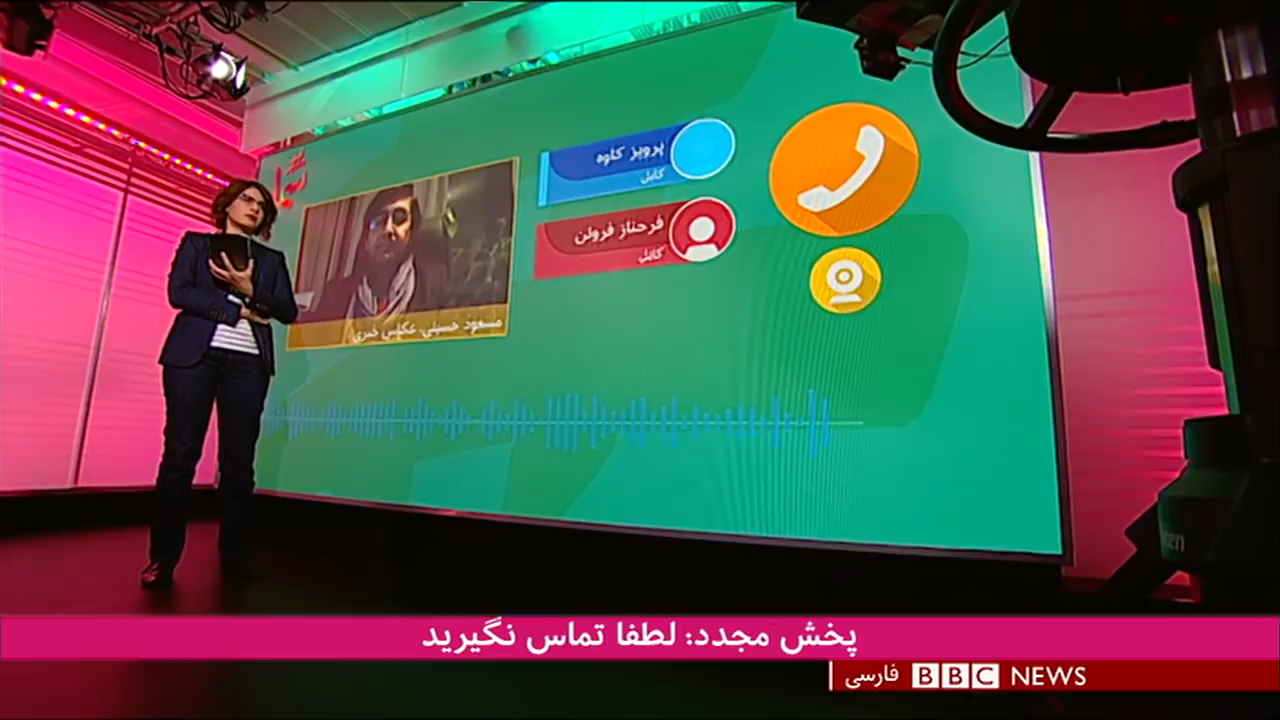 پرویز کاوه
کابل
فرحناز فروتن
کابل
مسعود حسینی، عکاس خبری
پخش مجدد: لطفا تماس نگیرید
فارسی BBC NEWS